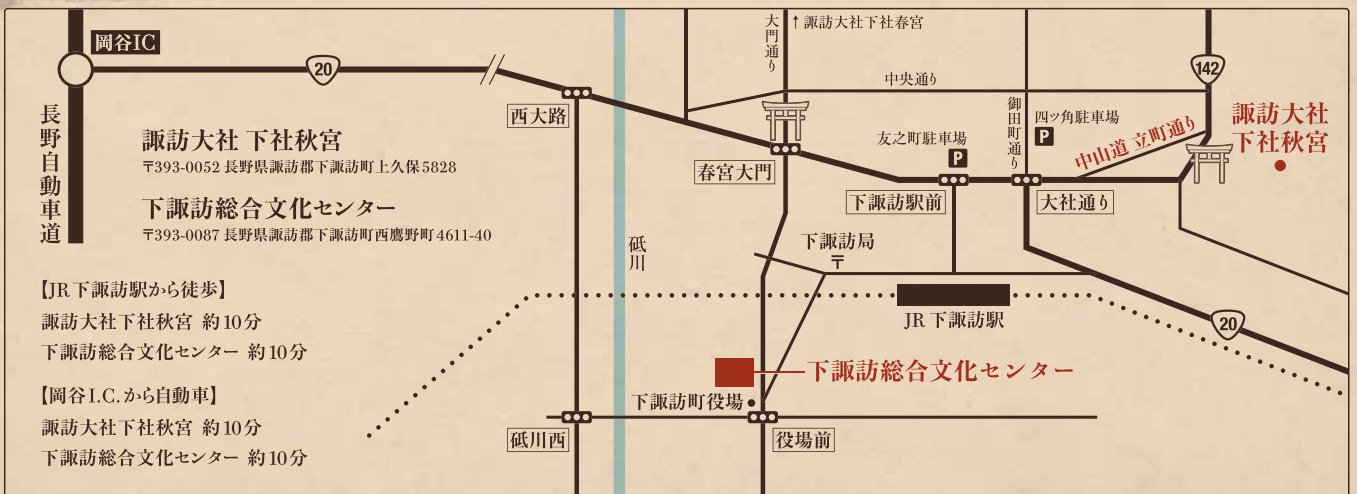 岡谷IC
20
長野自動車道
諏訪大社 下社秋宮
〒393-0052 長野県諏訪郡下諏訪町上久保5828
下諏訪総合文化センター
〒393-0087 長野県諏訪郡下諏訪町西鷹野町4611-40
【JR下諏訪駅から徒歩】
諏訪大社下社秋宮 約10分
下諏訪総合文化センター 約10分
【岡谷I.C.から自動車】
諏訪大社下社秋宮 約10分
下諏訪総合文化センター 約10分
西大路
砥川
砥川西
大門通り
↑諏訪大社下社春宮
中央通り
春宮大門
友之町駐車場
P
御田町通り
四ツ角駐車場
P
中山道 立町通り
142
諏訪大社
下社秋宮
下諏訪駅前
大社通り
下諏訪局
〒
JR 下諏訪駅
20
下諏訪総合文化センター
下諏訪町役場
役場前